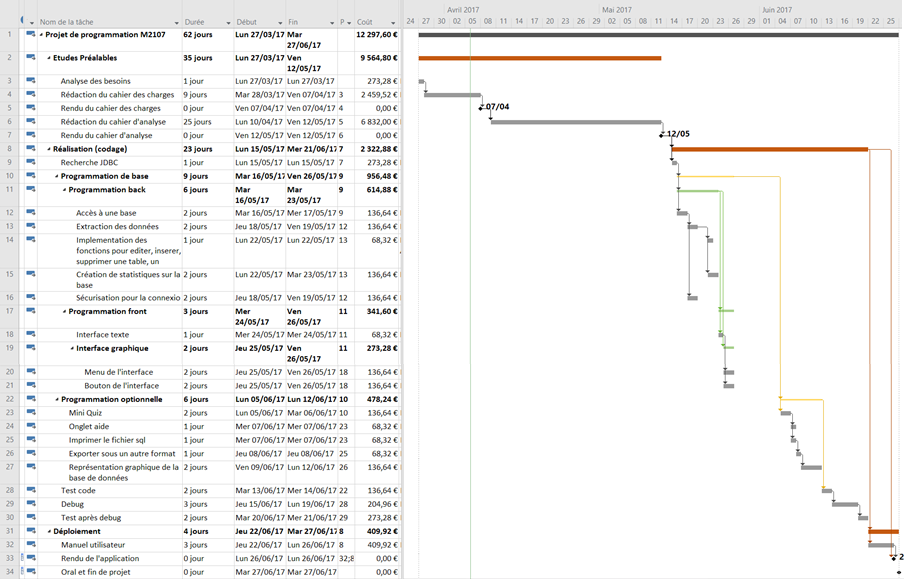 Avril 2017 Mai 2017 Juin 2017
Nom de la tâche Durée Début Fin P Coût 24 27 30 02 05 08 11 14 17 20 23 26 29 02 05 08 11 14 17 20 23 26 29 01 04 07 10 13 16 19 22 25
1 Projet de programmation M2107 62 jours Lun 27/03/17 Mar 27/06/17 12 297,60 €
2 Etudes Préalables 35 jours Lun 27/03/17 Ven 12/05/17 9 564,80 €
3 Analyse des besoins 1 jour Lun 27/03/17 Lun 27/03/17 273,28 €
4 Rédaction du cahier des charges 9 jours Mar 28/03/17 Ven 07/04/17 3 2 459,52 €
5 Rendu du cahier des charges 0 jour Ven 07/04/17 Ven 07/04/17 4 0,00 € 07/04
6 Rédaction du cahier d'analyse 25 jours Lun 10/04/17 Ven 12/05/17 5 6 832,00 €
7 Rendu du cahier d'analyse 0 jour Ven 12/05/17 Ven 12/05/17 6 0,00 € 12/05
8 Réalisation (codage) 23 jours Lun 15/05/17 Mer 21/06/17 7 2 322,88 €
9 Recherche JDBC 1 jour Lun 15/05/17 Lun 15/05/17 7 273,28 €
10 Programmation de base 9 jours Mar 16/05/17 Ven 26/05/17 9 956,48 €
11 Programmation back 6 jours Mar 16/05/17 Mar 23/05/17 9 614,88 €
12 Accès à une base 2 jours Mar 16/05/17 Mer 17/05/17 9 136,64 €
13 Extraction des données 2 jours Jeu 18/05/17 Ven 19/05/17 12 136,64 €
14 Implementation des fonctions pour editer, inserer, supprimer une table, un 1 jour Lun 22/05/17 Lun 22/05/17 13 68,32 €
15 Création de statistiques sur la base 2 jours Lun 22/05/17 Mar 23/05/17 13 136,64 €
16 Sécurisation pour la connexio 2 jours Jeu 18/05/17 Ven 19/05/17 12 136,64 €
17 Programmation front 3 jours Mer 24/05/17 Ven 26/05/17 11 341,60 €
18 Interface texte 1 jour Mer 24/05/17 Mer 24/05/17 11 68,32 €
19 Interface graphique 2 jours Jeu 25/05/17 Ven 26/05/17 11 273,28 €
20 Menu de l'interface 2 jours Jeu 25/05/17 Ven 26/05/17 18 136,64 €
21 Bouton de l'interface 2 jours Jeu 25/05/17 Ven 26/05/17 18 136,64 €
22 Programmation optionnelle 6 jours Lun 05/06/17 Lun 12/06/17 10 478,24 €
23 Mini Quiz 2 jours Lun 05/06/17 Mar 06/06/17 10 136,64 €
24 Onglet aide 1 jour Mer 07/06/17 Mer 07/06/17 23 68,32 €
25 Imprimer le fichier sql 1 jour Mer 07/06/17 Mer 07/06/17 23 68,32 €
26 Exporter sous un autre format 1 jour Jeu 08/06/17 Jeu 08/06/17 25 68,32 €
27 Représentation graphique de la base de données 2 jours Ven 09/06/17 Lun 12/06/17 26 136,64 €
28 Test code 2 jours Mar 13/06/17 Mer 14/06/17 22 136,64 €
29 Debug 3 jours Jeu 15/06/17 Lun 19/06/17 28 204,96 €
30 Test après debug 2 jours Mar 20/06/17 Mer 21/06/17 29 273,28 €
31 Déploiement 4 jours Jeu 22/06/17 Mar 27/06/17 8 409,92 €
32 Manuel utilisateur 3 jours Jeu 22/06/17 Lun 26/06/17 8 409,92 €
33 Rendu de l'application 0 jour Lun 26/06/17 Lun 26/06/17 32;8 0,00 € 2
34 Oral et fin de projet 0 jour Mar 27/06/17 Mar 27/06/17 0,00 €